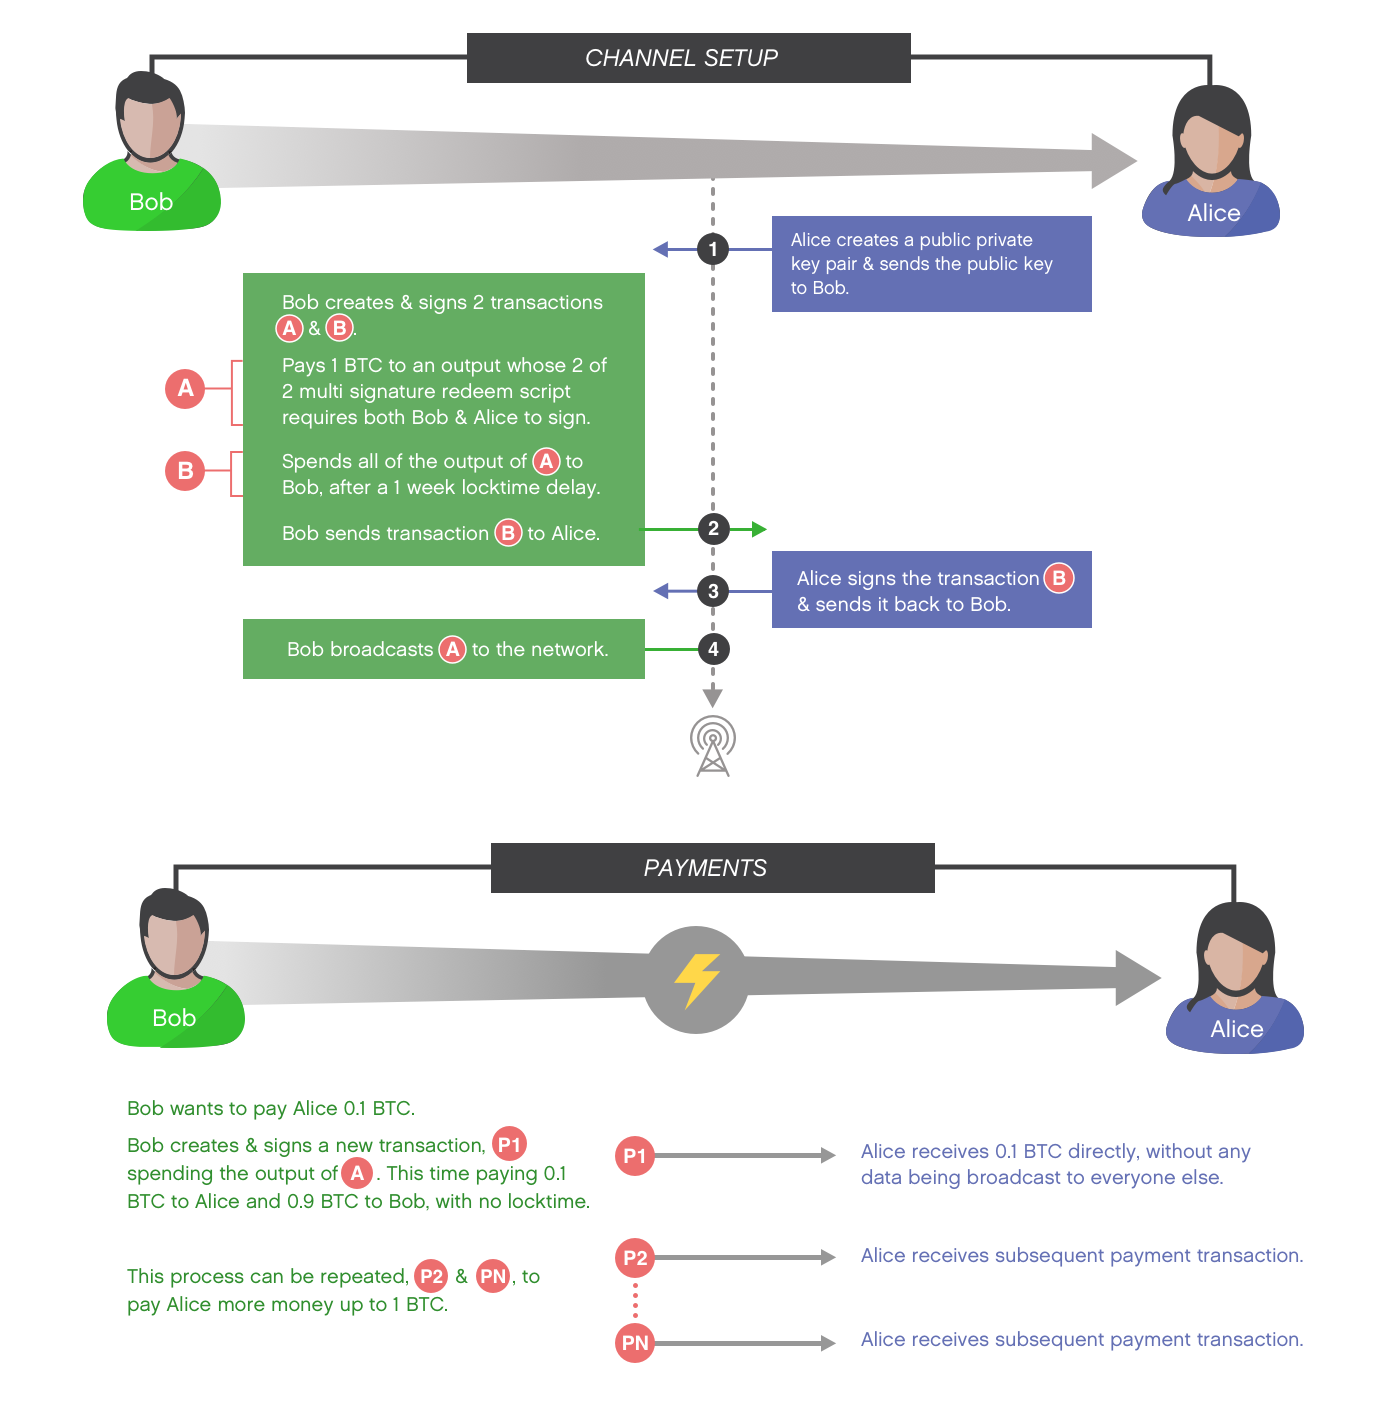 CHANNEL SETUP
Bob
Alice
1
Alice creates a public private
key pair & sends the public key
to Bob.
Bob creates & signs 2 transactions
A & B.
A
Pays 1 BTC to an output whose 2 of
2 multi signature redeem script
requires both Bob & Alice to sign.
B
Spends all of the output of A to
Bob, after a 1 week locktime delay.
Bob sends transaction B to Alice.
2
3
Alice signs the transaction B
& sends it back to Bob.
Bob broadcasts A to the network.
4
PAYMENTS
Bob
Alice
Bob wants to pay Alice 0.1 BTC.
Bob creates & signs a new transaction, P1
spending the output of A. This time paying 0.1
BTC to Alice and 0.9 BTC to Bob, with no locktime.
P1
Alice receives 0.1 BTC directly, without any
data being broadcast to everyone else.
This process can be repeated, P2 & PN, to
pay Alice more money up to 1 BTC.
P2
Alice receives subsequent payment transaction.
PN
Alice receives subsequent payment transaction.